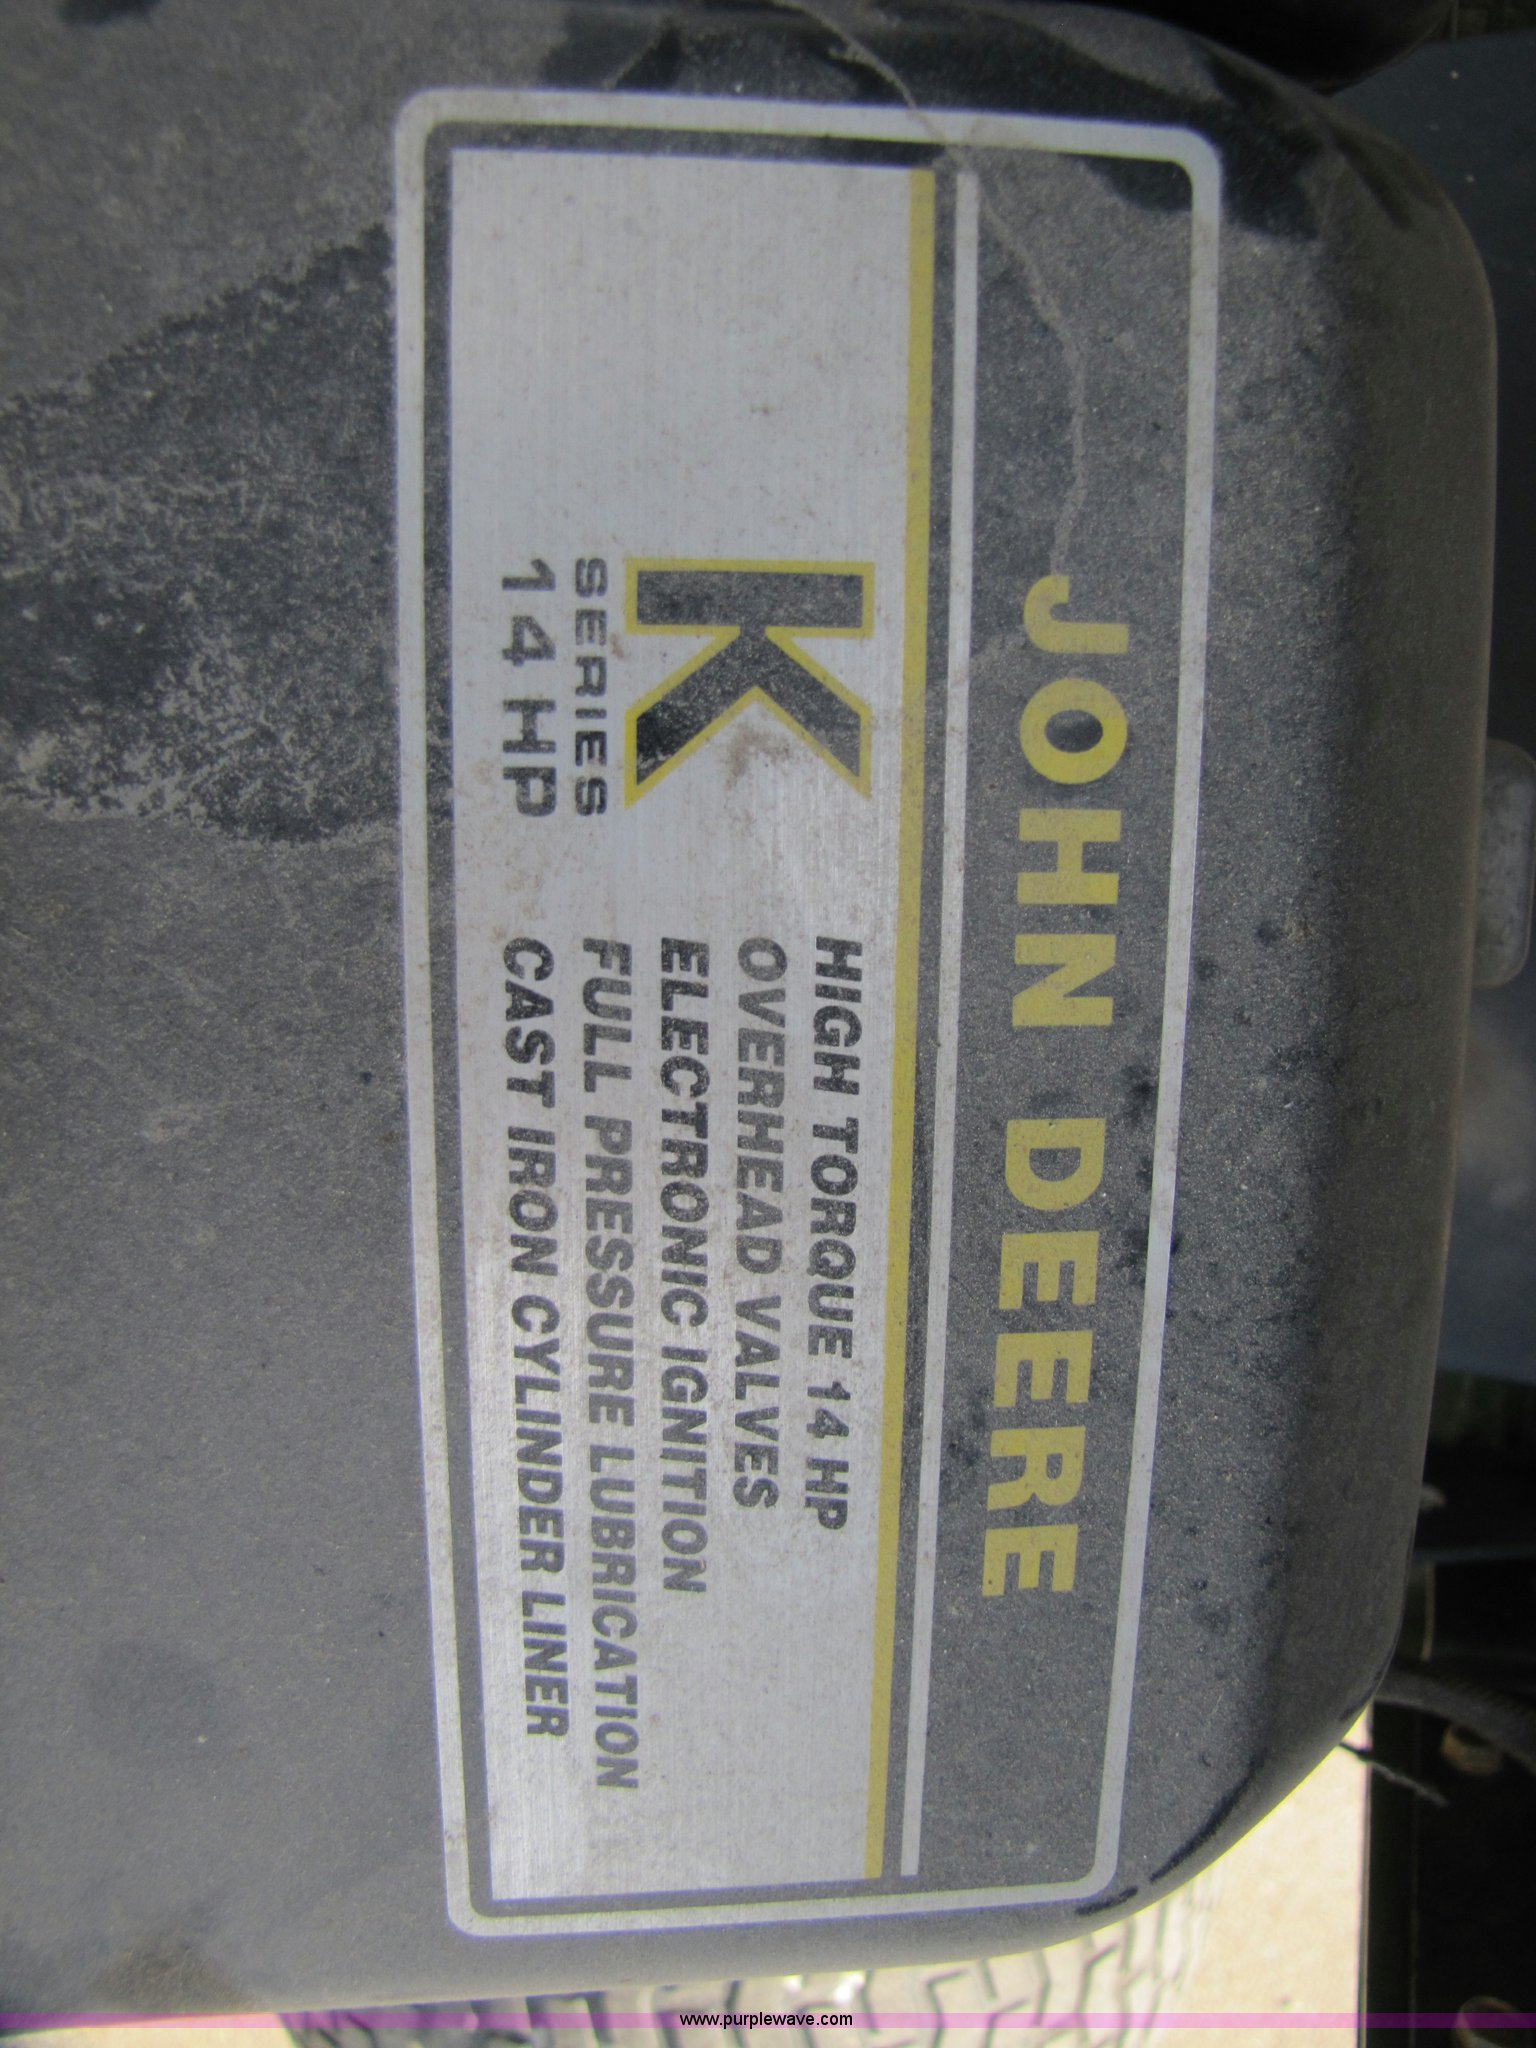 JOHN DEERE
K
SERIES
14 HP
HIGH TORQUE 14 HP
OVERHEAD VALVES
ELECTRONIC IGNITION
FULL PRESSURE LUBRICATION
CAST IRON CYLINDER LINER
www.purplewave.com